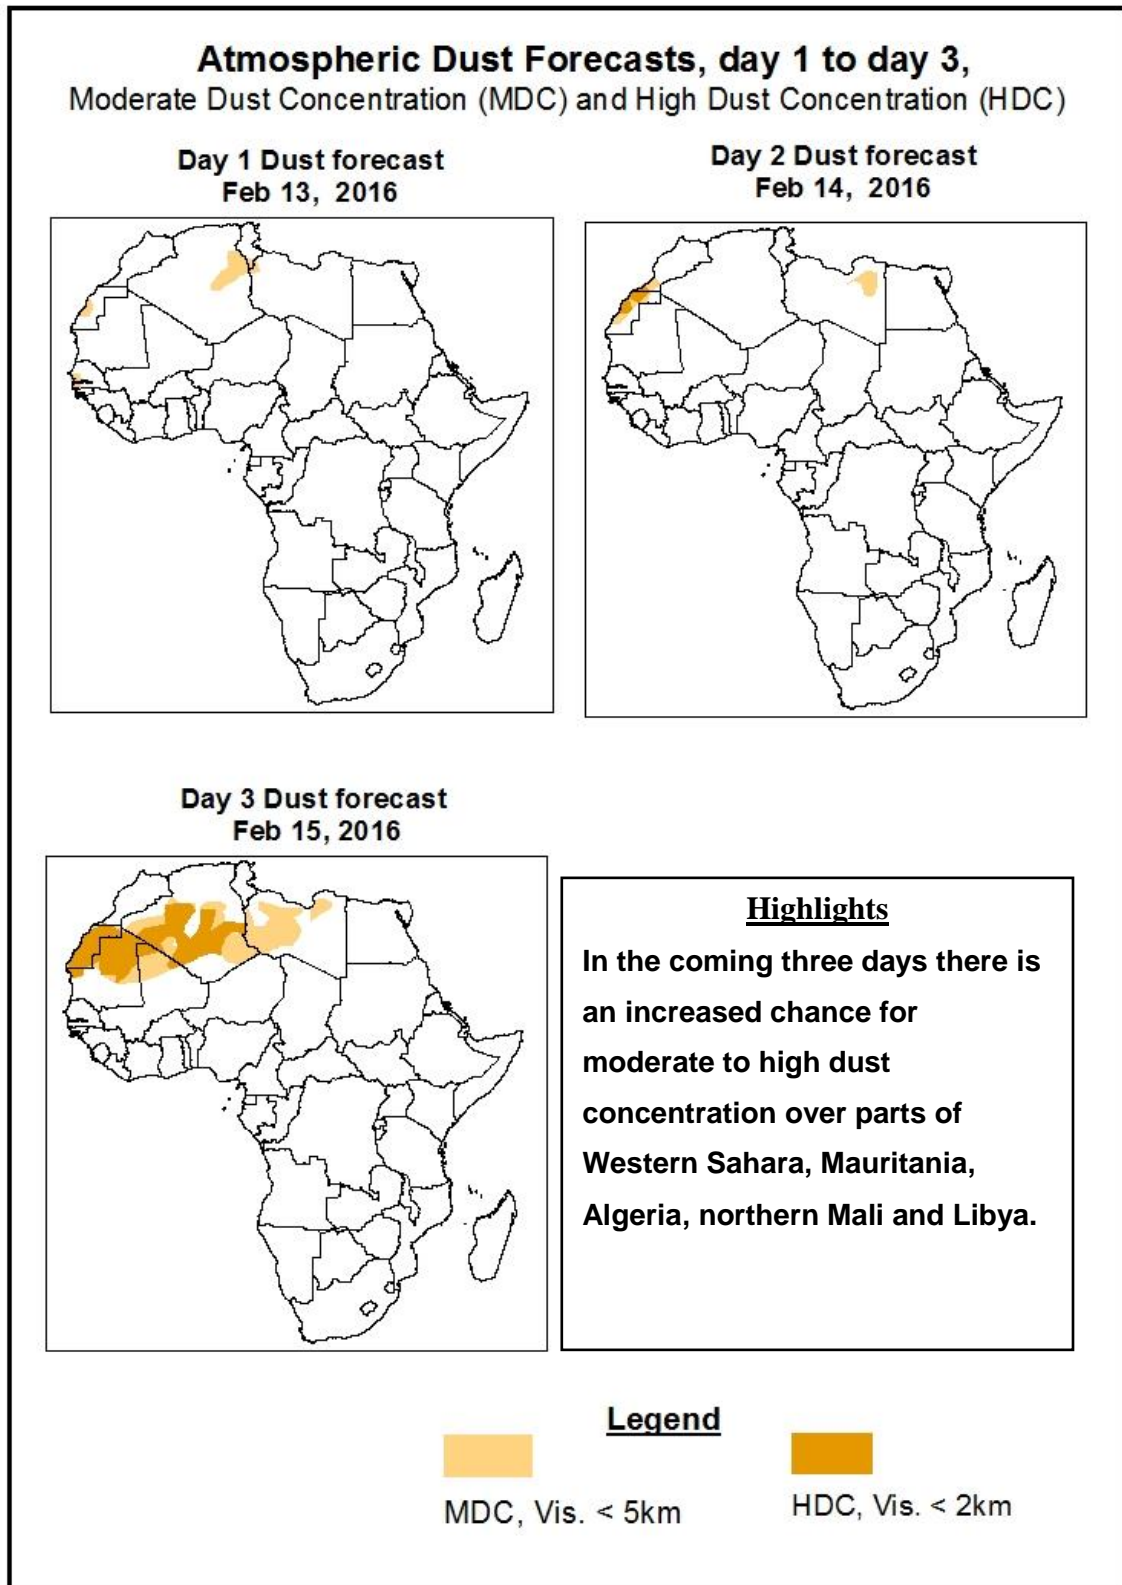 Atmospheric Dust Forecasts, day 1 to day 3,
Moderate Dust Concentration (MDC) and High Dust Concentration (HDC)
Day 1 Dust forecast
Feb 13, 2016
Day 2 Dust forecast
Feb 14, 2016
Day 3 Dust forecast
Feb 15, 2016
Highlights
In the coming three days there is
an increased chance for
moderate to high dust
concentration over parts of
Western Sahara, Mauritania,
Algeria, northern Mali and Libya.
Legend
MDC, Vis. < 5km
HDC, Vis. < 2km